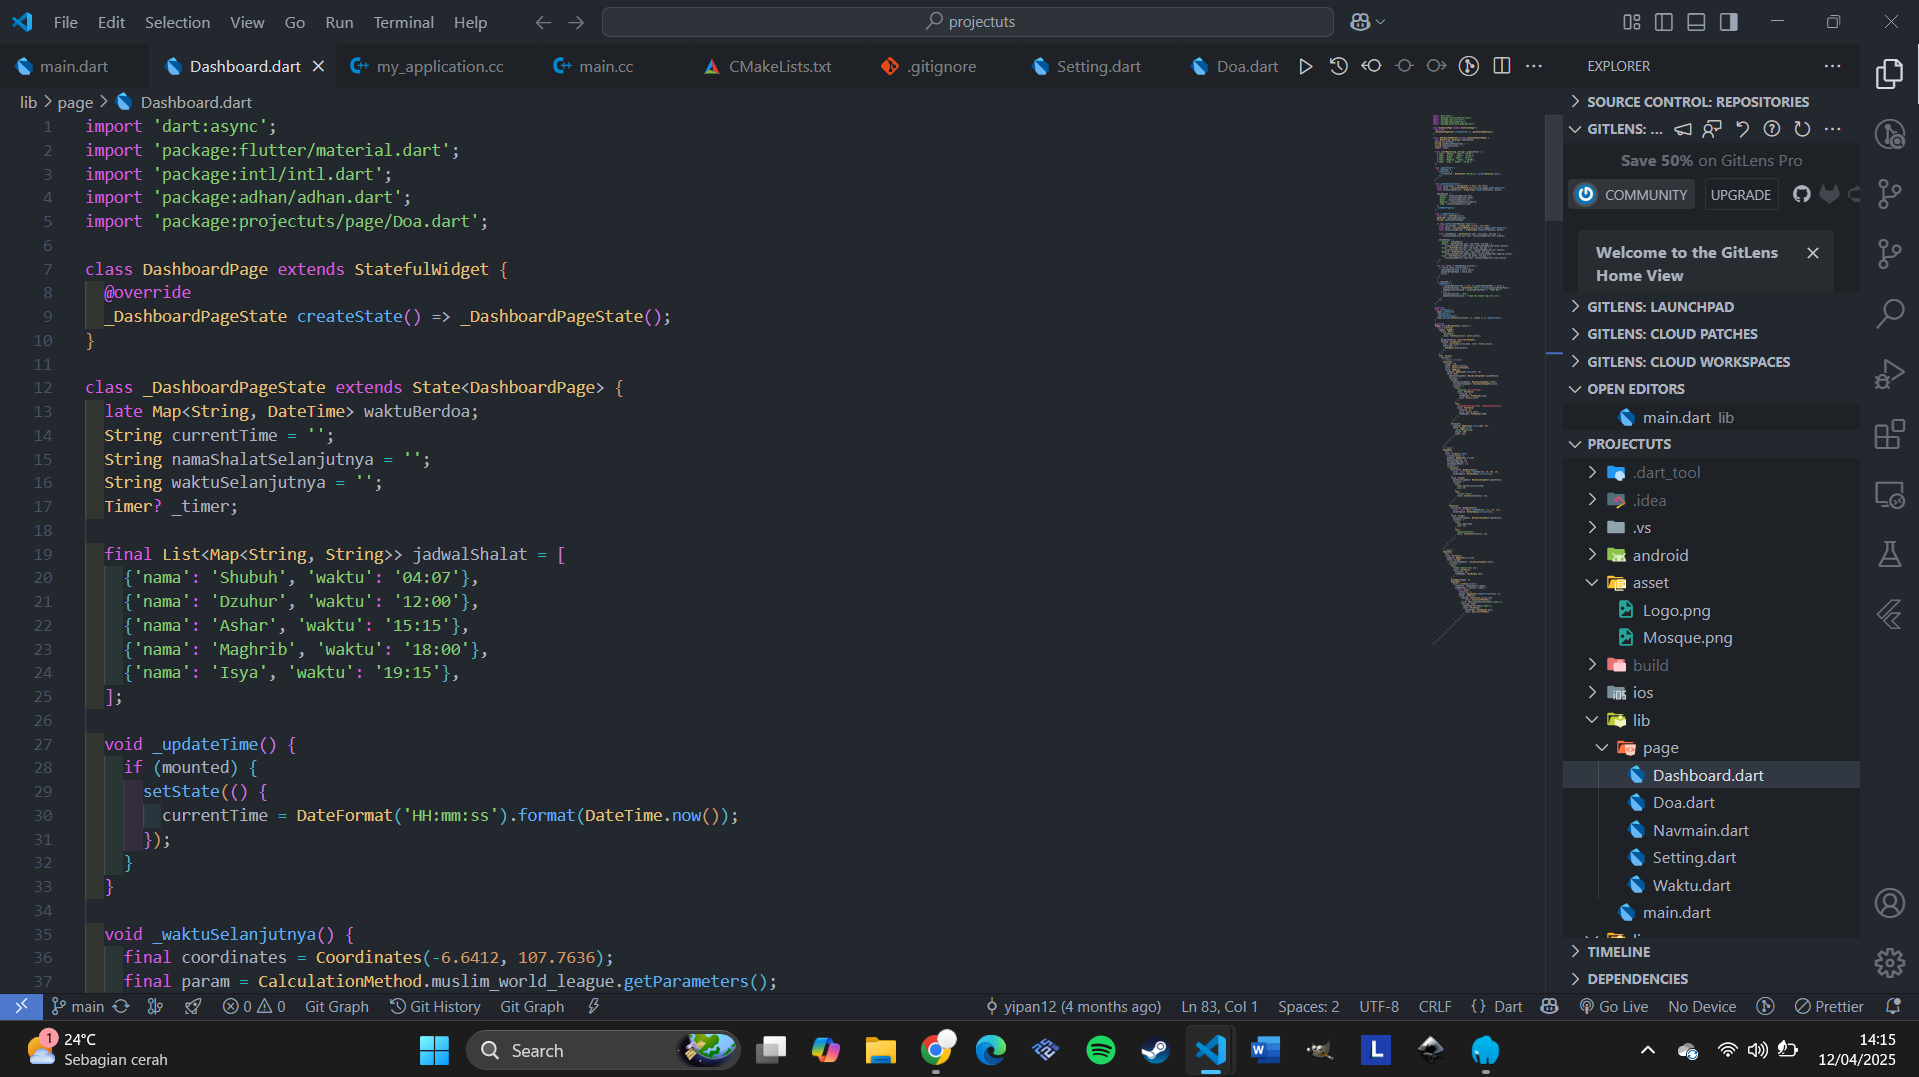 File Edit Selection View Go Run Terminal Help
projectuts
main.dart Dashboard.dart my_application.cc main.cc CMakeLists.txt .gitignore Setting.dart Doa.dart
lib > page > Dashboard.dart
1 import 'dart:async';
2 import 'package:flutter/material.dart';
3 import 'package:intl/intl.dart';
4 import 'package:adhan/adhan.dart';
5 import 'package:projectuts/page/Doa.dart';
6
7 class DashboardPage extends StatefulWidget {
8 @override
9 _DashboardPageState createState() => _DashboardPageState();
10 }
11
12 class _DashboardPageState extends State<DashboardPage> {
13 late Map<String, DateTime> waktuBerdoa;
14 String currentTime = '';
15 String namaShalatSelanjutnya = '';
16 String waktuSelanjutnya = '';
17 Timer? _timer;
18
19 final List<Map<String, String>> jadwalShalat = [
20 {'nama': 'Shubuh', 'waktu': '04:07'},
21 {'nama': 'Dzuhur', 'waktu': '12:00'},
22 {'nama': 'Ashar', 'waktu': '15:15'},
23 {'nama': 'Maghrib', 'waktu': '18:00'},
24 {'nama': 'Isya', 'waktu': '19:15'},
25 ];
26
27 void _updateTime() {
28 if (mounted) {
29 setState(() {
30 currentTime = DateFormat('HH:mm:ss').format(DateTime.now());
31 });
32 }
33 }
34
35 void _waktuSelanjutnya() {
36 final coordinates = Coordinates(-6.6412, 107.7636);
37 final param = CalculationMethod.muslim_world_league.getParameters();
EXPLORER
SOURCE CONTROL: REPOSITORIES
GITLENS: ...
Save 50% on GitLens Pro
COMMUNITY UPGRADE
Welcome to the GitLens
Home View
GITLENS: LAUNCHPAD
GITLENS: CLOUD PATCHES
GITLENS: CLOUD WORKSPACES
OPEN EDITORS
main.dart lib
PROJECTUTS
.dart_tool
.idea
.vs
android
asset
Logo.png
Mosque.png
build
ios
lib
page
Dashboard.dart
Doa.dart
Navmain.dart
Setting.dart
Waktu.dart
main.dart
TIMELINE
DEPENDENCIES
main 0 0 Git Graph Git History Git Graph yipan12 (4 months ago) Ln 83, Col 1 Spaces: 2 UTF-8 CRLF {} Dart Go Live No Device Prettier
1 24°C
Sebagian cerah
Search
14:15
12/04/2025